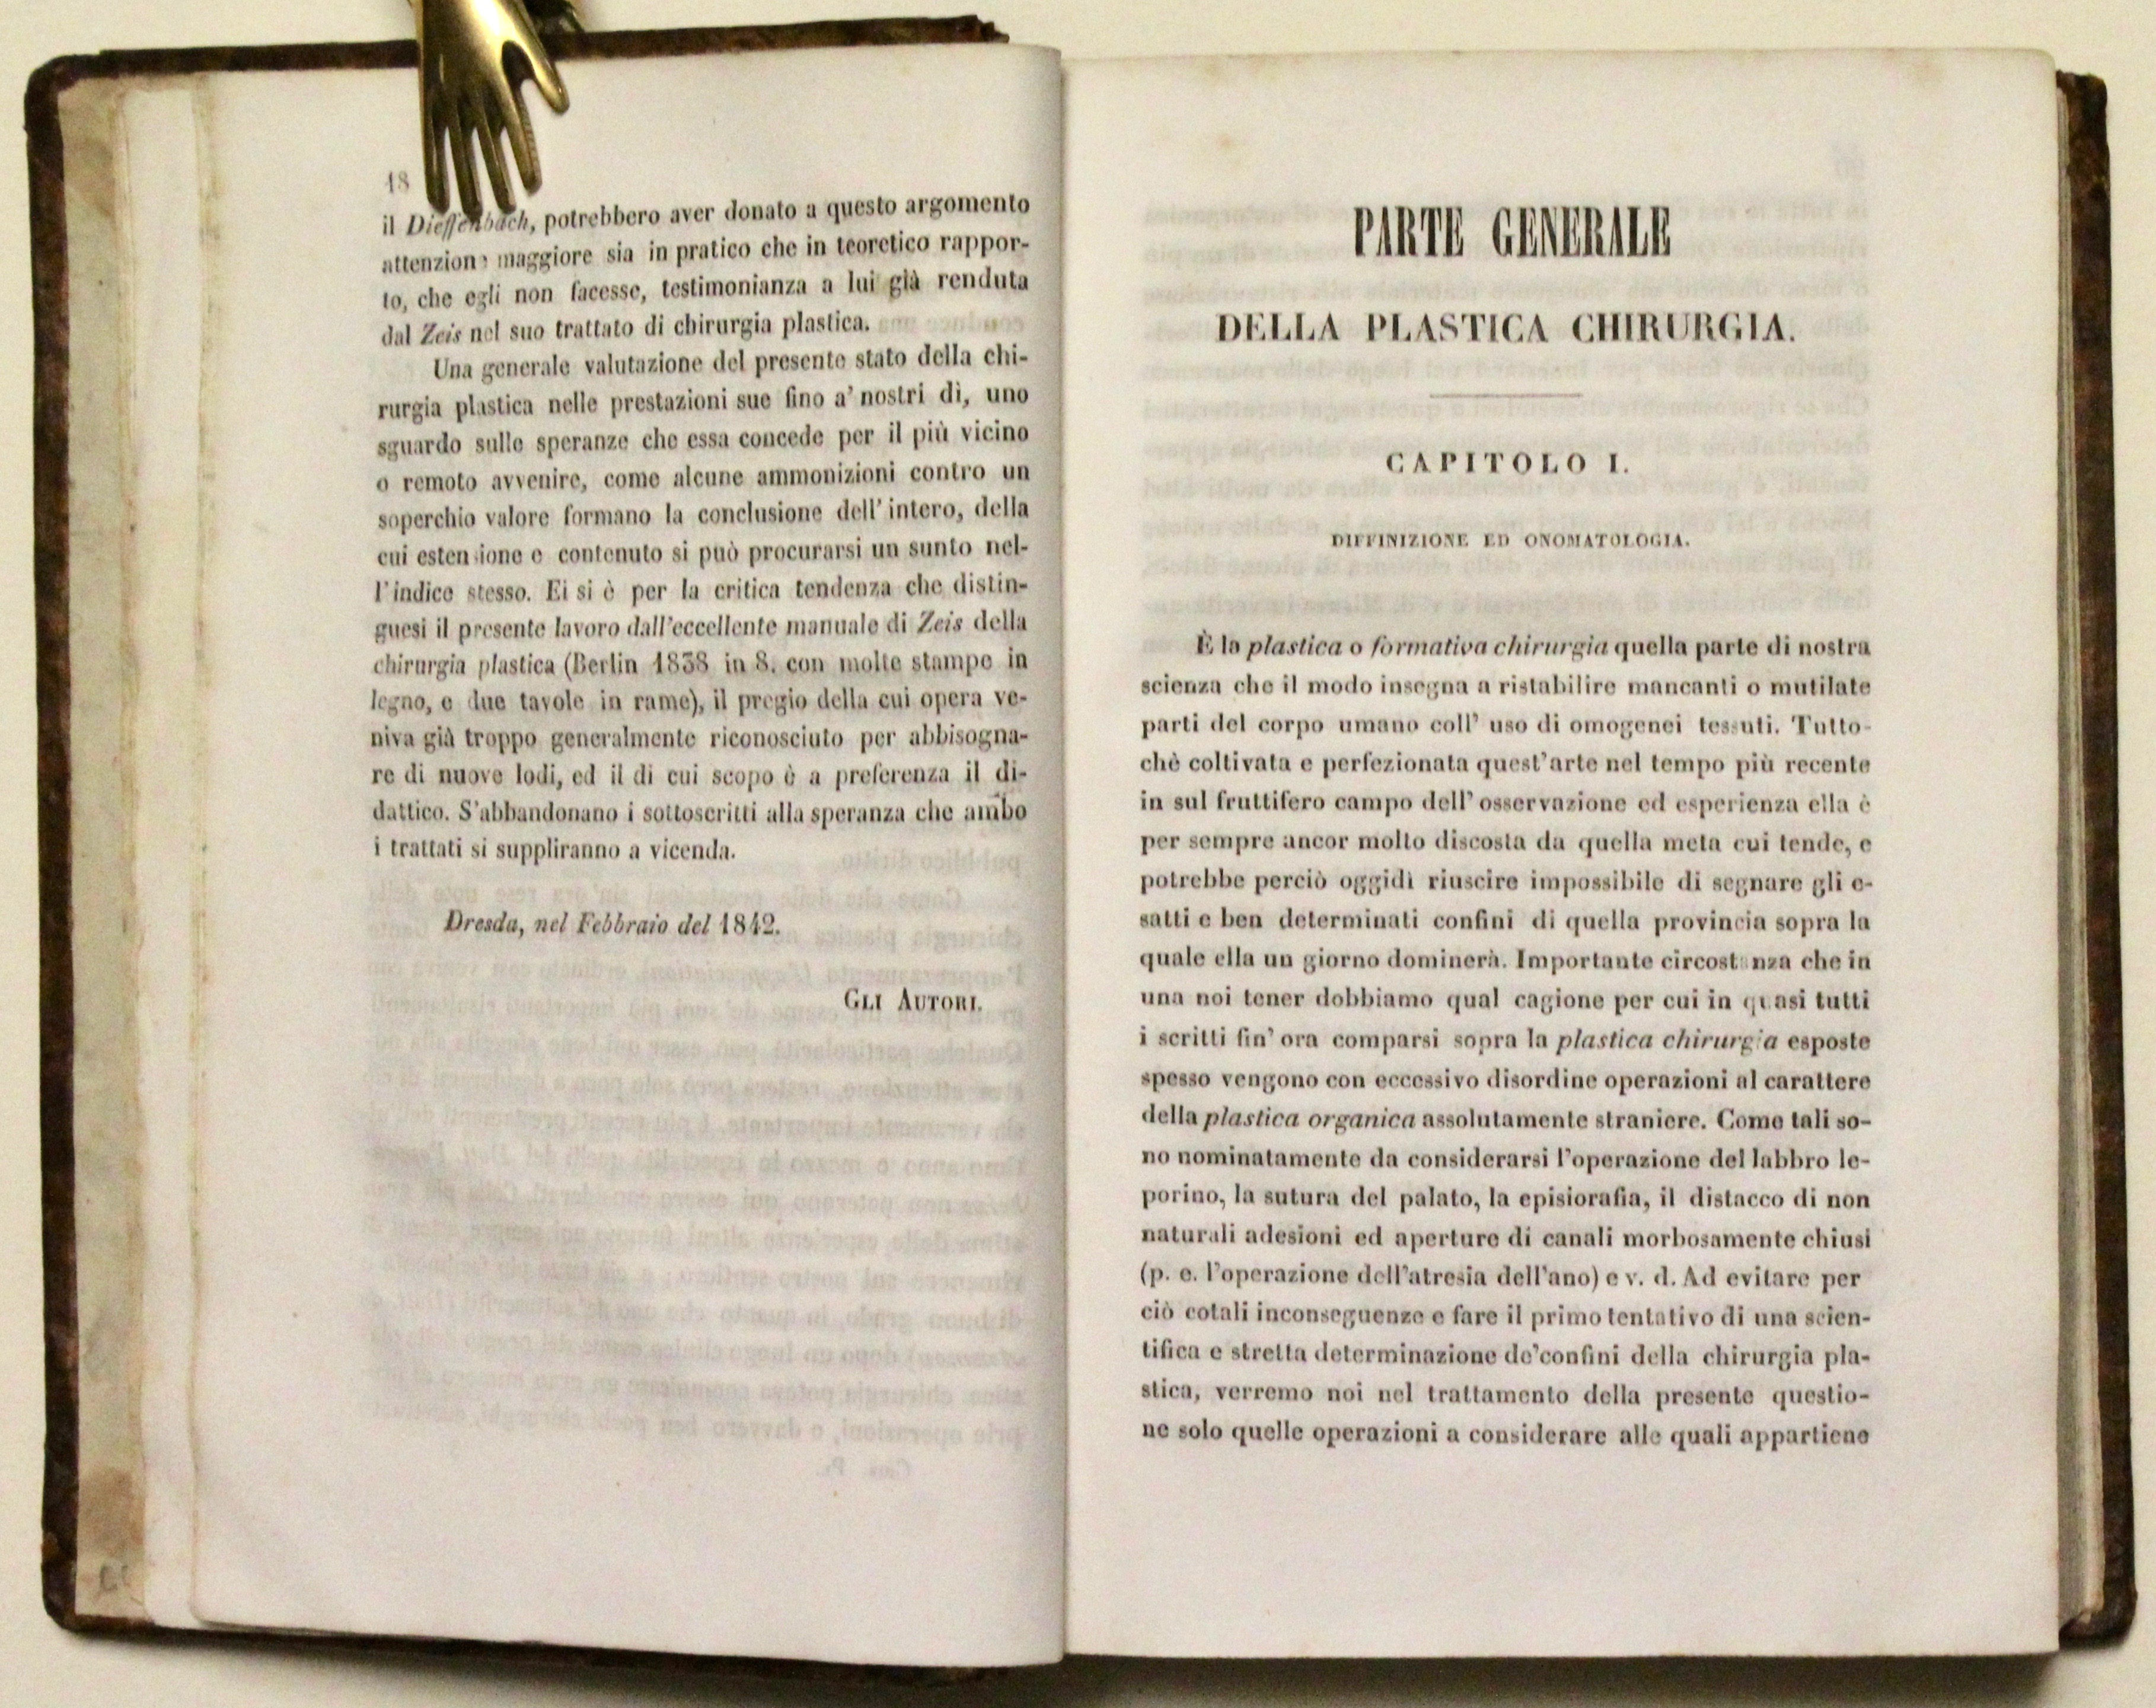 18
il Dieffenbach, potrebbero aver donato a questo argomento
attenzione maggiore sia in pratico che in teoretico rappor-
to, che egli non facesse, testimonianza a lui già renduta
dal Zeis nel suo trattato di chirurgia plastica.
Una generale valutazione del presente stato della chi-
rurgia plastica nelle prestazioni sue fino a' nostri dì, uno
sguardo sulle speranze che essa concede per il più vicino
o remoto avvenire, come alcune ammonizioni contro un
soperchio valore formano la conclusione dell' intero, della
cui estensione e contenuto si può procurarsi un sunto nel-
l'indice stesso. Ei si è per la critica tendenza che distin-
guesi il presente lavoro dall'eccellente manuale di Zeis della
chirurgia plastica (Berlin 1838 in 8. con molte stampe in
legno, e due tavole in rame), il pregio della cui opera ve-
niva già troppo generalmente riconosciuto per abbisogna-
re di nuove lodi, ed il di cui scopo è a preferenza il di-
dattico. S'abbandonano i sottoscritti alla speranza che ambo
i trattati si suppliranno a vicenda.
Dresda, nel Febbraio del 1842.
GLI AUTORI.
PARTE GENERALE
DELLA PLASTICA CHIRURGIA.
CAPITOLO I.
DIFFINIZIONE ED ONOMATOLOGIA.
È la plastica o formativa chirurgia quella parte di nostra
scienza che il modo insegna a ristabilire mancanti o mutilate
parti del corpo umano coll' uso di omogenei tessuti. Tutto-
chè coltivata e perfezionata quest'arte nel tempo più recente
in sul fruttifero campo dell' osservazione ed esperienza ella è
per sempre ancor molto discosta da quella meta cui tende, e
potrebbe perciò oggidì riuscire impossibile di segnare gli e-
satti e ben determinati confini di quella provincia sopra la
quale ella un giorno dominerà. Importante circostanza che in
una noi tener dobbiamo qual cagione per cui in quasi tutti
i scritti fin' ora comparsi sopra la plastica chirurgia esposte
spesso vengono con eccessivo disordine operazioni al carattere
della plastica organica assolutamente straniere. Come tali so-
no nominatamente da considerarsi l'operazione del labbro le-
porino, la sutura del palato, la episiorafia, il distacco di non
naturali adesioni ed aperture di canali morbosamente chiusi
(p. e. l'operazione dell'atresia dell'ano) e v. d. Ad evitare per
ciò cotali inconseguenze e fare il primo tentativo di una scien-
tifica e stretta determinazione de'confini della chirurgia pla-
stica, verremo noi nel trattamento della presente questio-
ne solo quelle operazioni a considerare alle quali appartiene